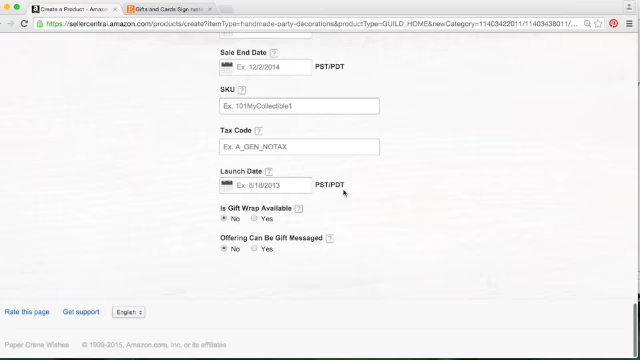 Create a Product - Amazon
Gifts and Cards Sign
https://sellercentral.amazon.com/products/create?itemType=handmade-party-decorations&productType=GUILD_HOME&newCategory=11403422011/11403438011/...
Sale End Date ?
Ex. 12/2/2014 PST/PDT
SKU ?
Ex. 101MyCollectible1
Tax Code ?
Ex. A_GEN_NOTAX
Launch Date ?
Ex. 8/18/2013 PST/PDT
Is Gift Wrap Available ?
No Yes
Offering Can Be Gift Messaged ?
No Yes
Rate this page Get support English
Paper Crane Wishes © 1999-2015, Amazon.com, Inc. or its affiliates